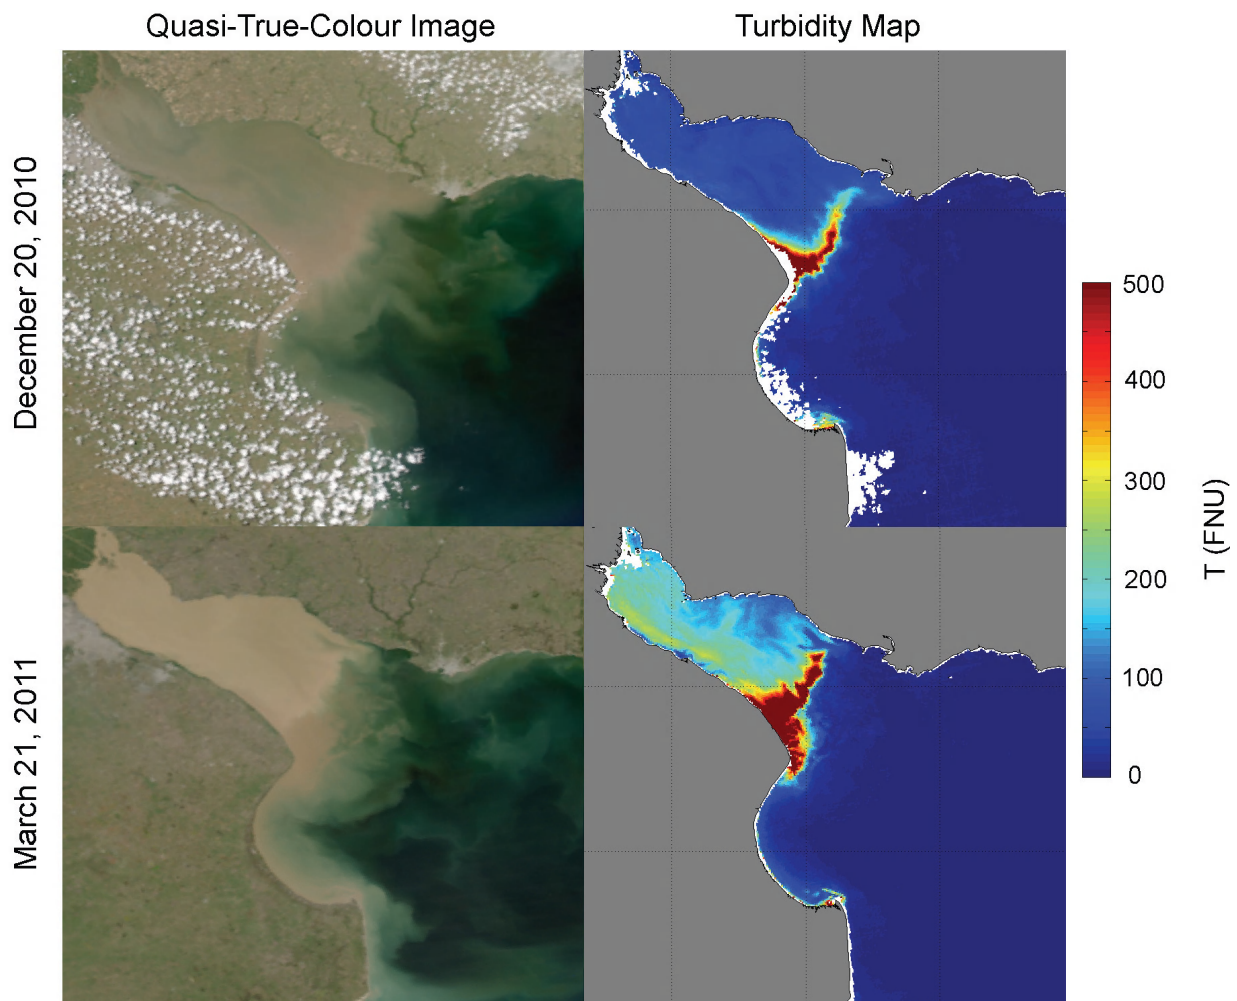 Quasi-True-Colour Image
Turbidity Map
December 20, 2010
March 21, 2011
500
400
300
200
100
0
T (FNU)